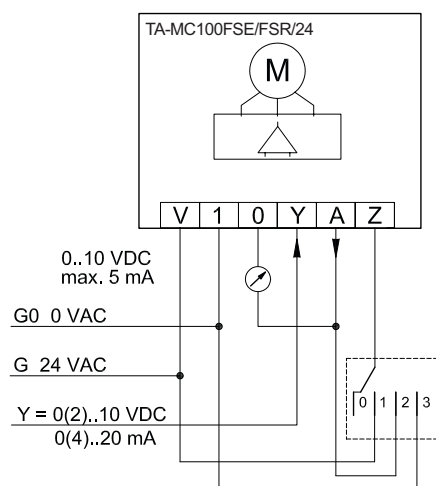 TA-MC100FSE/FSR/24
M
V 1 0 Y A Z
0..10 VDC
max. 5 mA
G0 0 VAC
G 24 VAC
0 1 2 3
Y = 0(2)..10 VDC
0(4)..20 mA